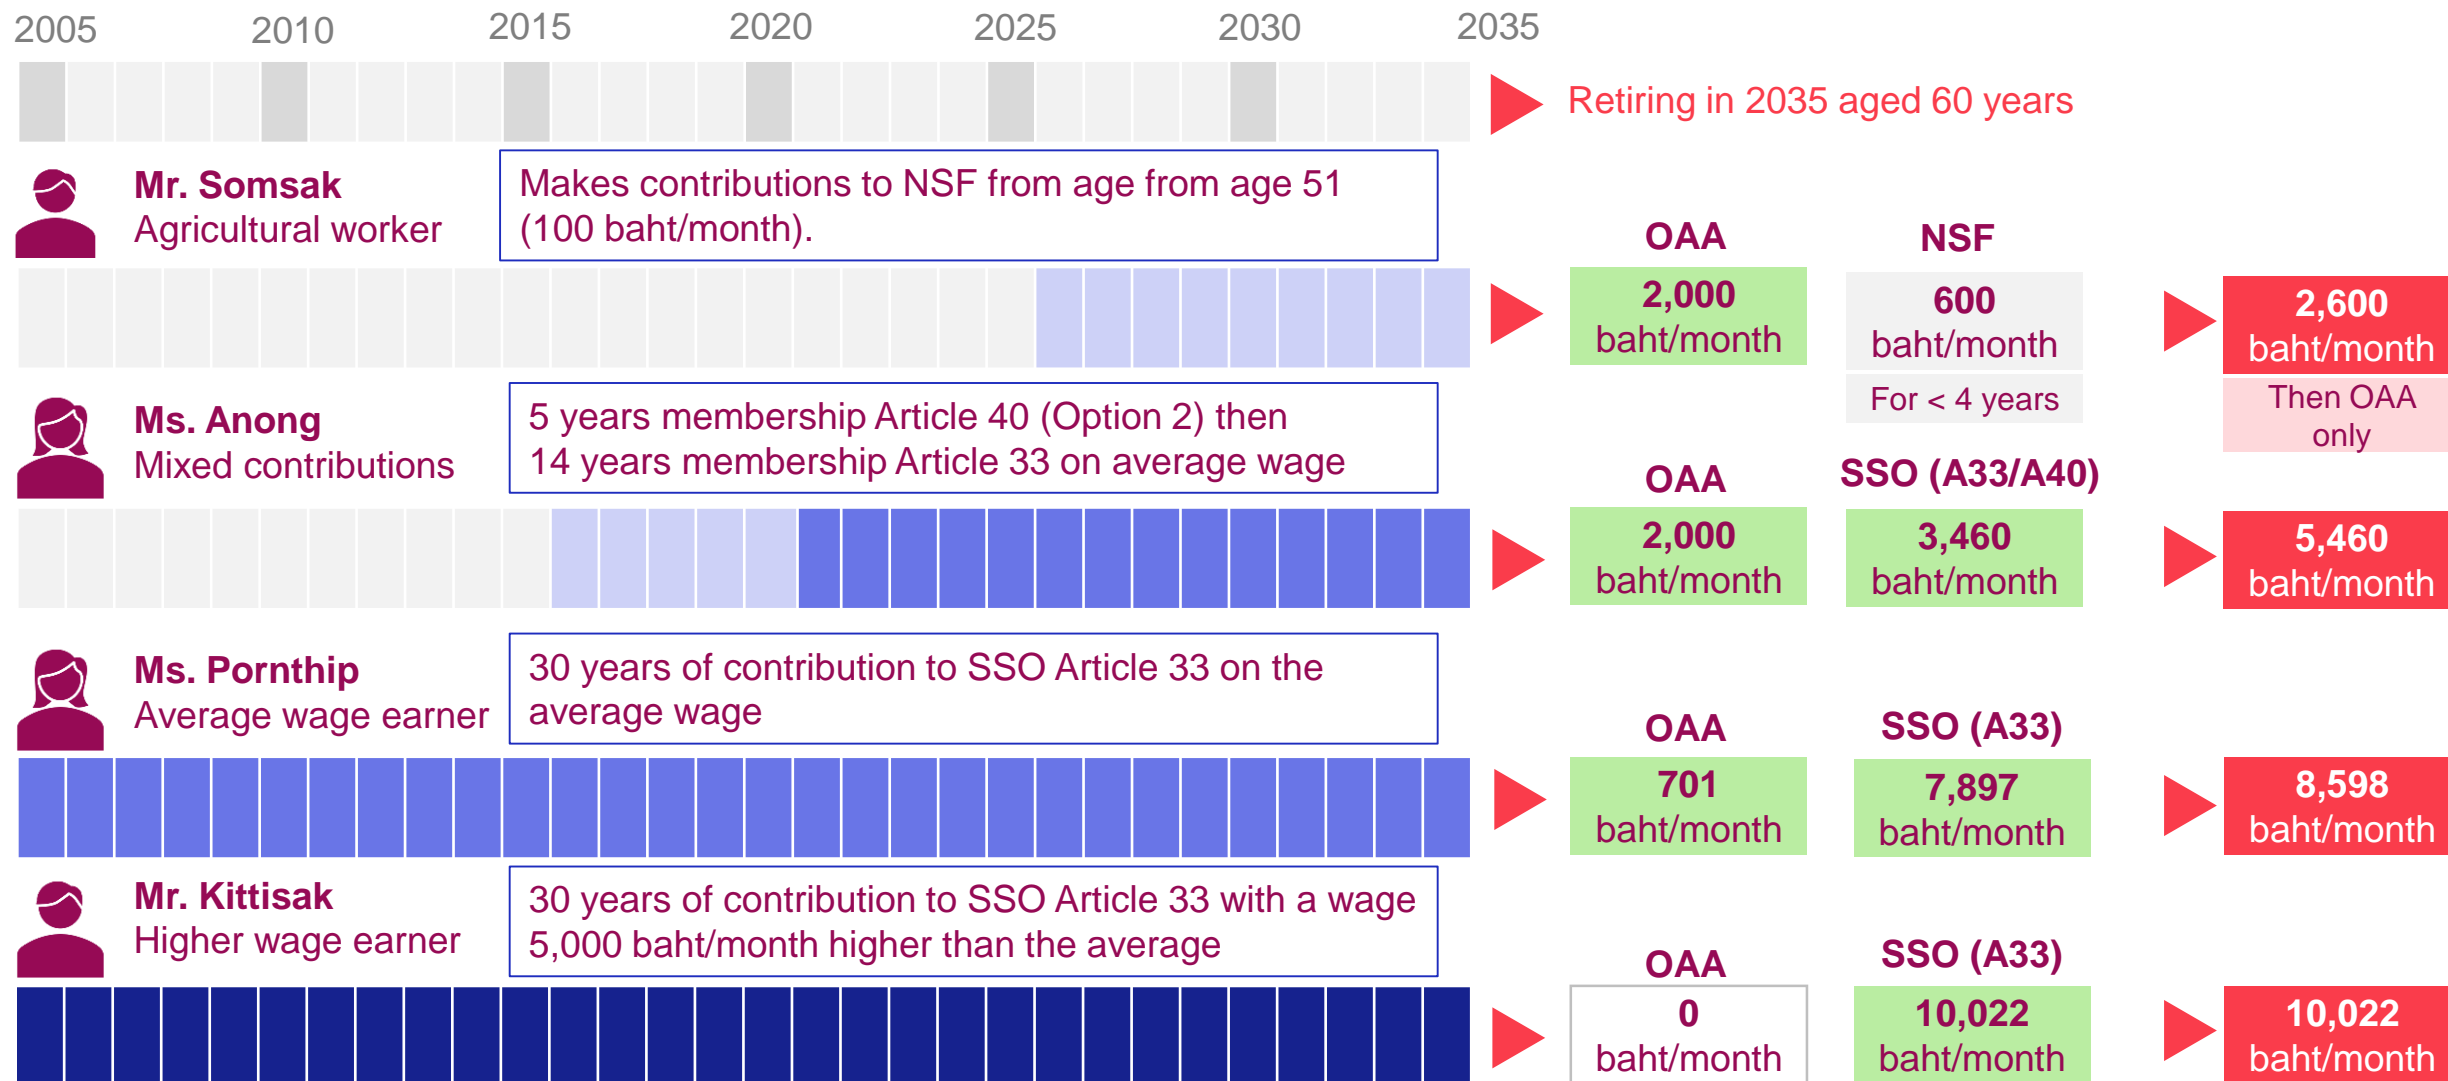 2005 2010 2015 2020 2025 2030 2035
Retiring in 2035 aged 60 years
Mr. Somsak
Agricultural worker
Makes contributions to NSF from age from age 51
(100 baht/month).
OAA
2,000
baht/month
NSF
600
baht/month
For < 4 years
2,600
baht/month
Then OAA
only
Ms. Anong
Mixed contributions
5 years membership Article 40 (Option 2) then
14 years membership Article 33 on average wage
OAA
2,000
baht/month
SSO (A33/A40)
3,460
baht/month
5,460
baht/month
Ms. Pornthip
Average wage earner
30 years of contribution to SSO Article 33 on the
average wage
OAA
701
baht/month
SSO (A33)
7,897
baht/month
8,598
baht/month
Mr. Kittisak
Higher wage earner
30 years of contribution to SSO Article 33 with a wage
5,000 baht/month higher than the average
OAA
0
baht/month
SSO (A33)
10,022
baht/month
10,022
baht/month